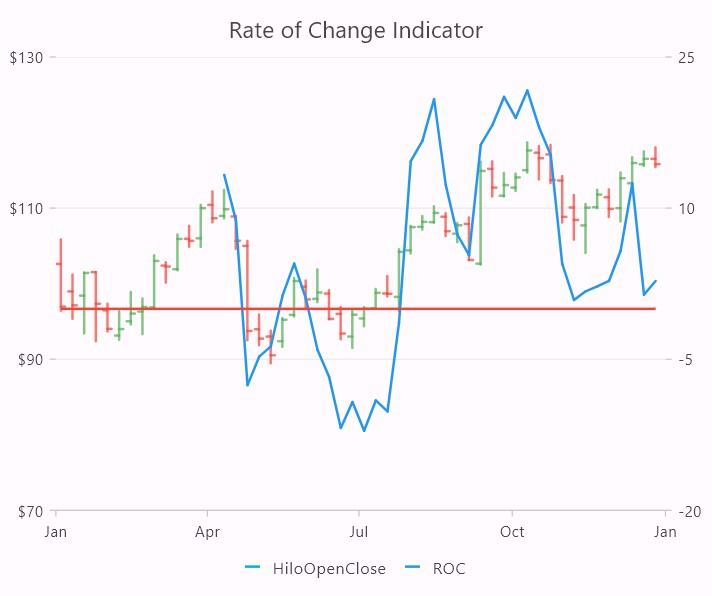 Rate of Change Indicator
$130
25
$110
10
$90
-5
$70
-20
Jan
Apr
Jul
Oct
Jan
HiloOpenClose
ROC